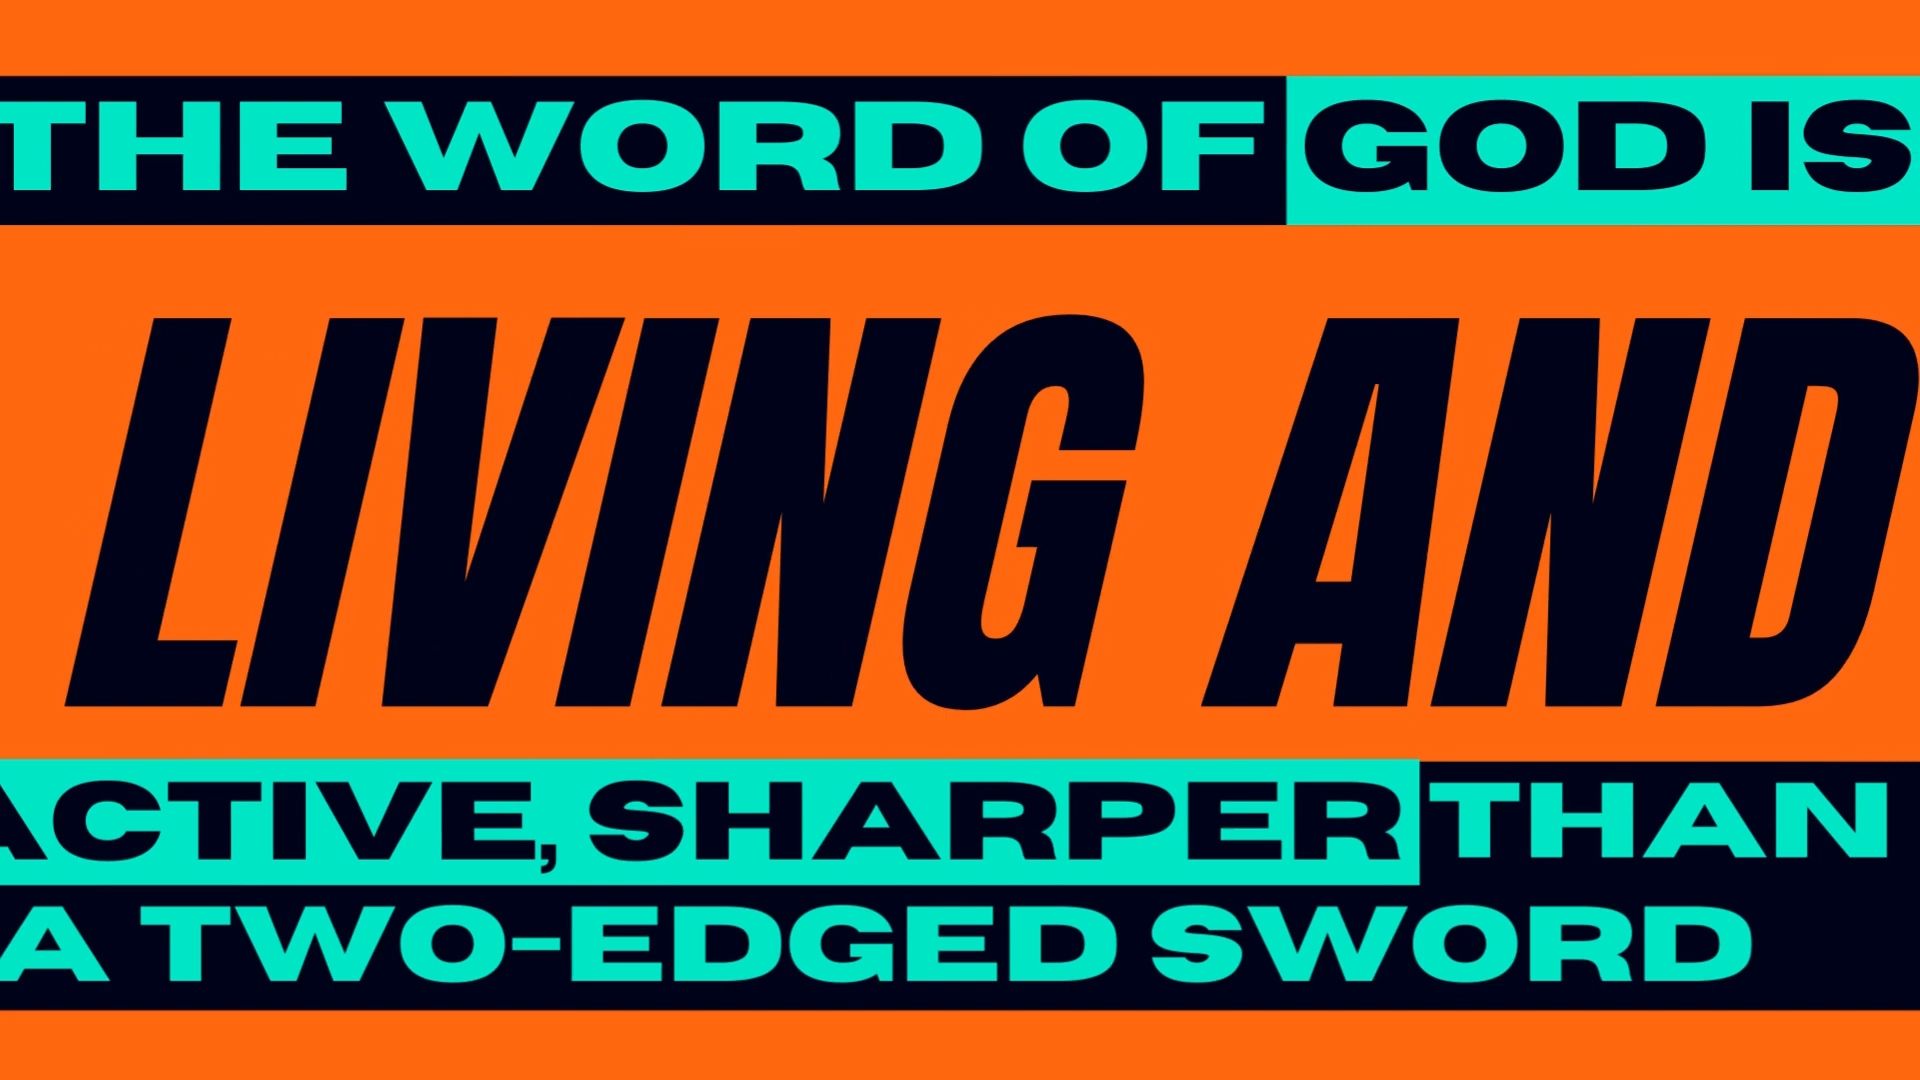 THE WORD OF GOD IS
LIVING AND
ACTIVE, SHARPER THAN
A TWO-EDGED SWORD